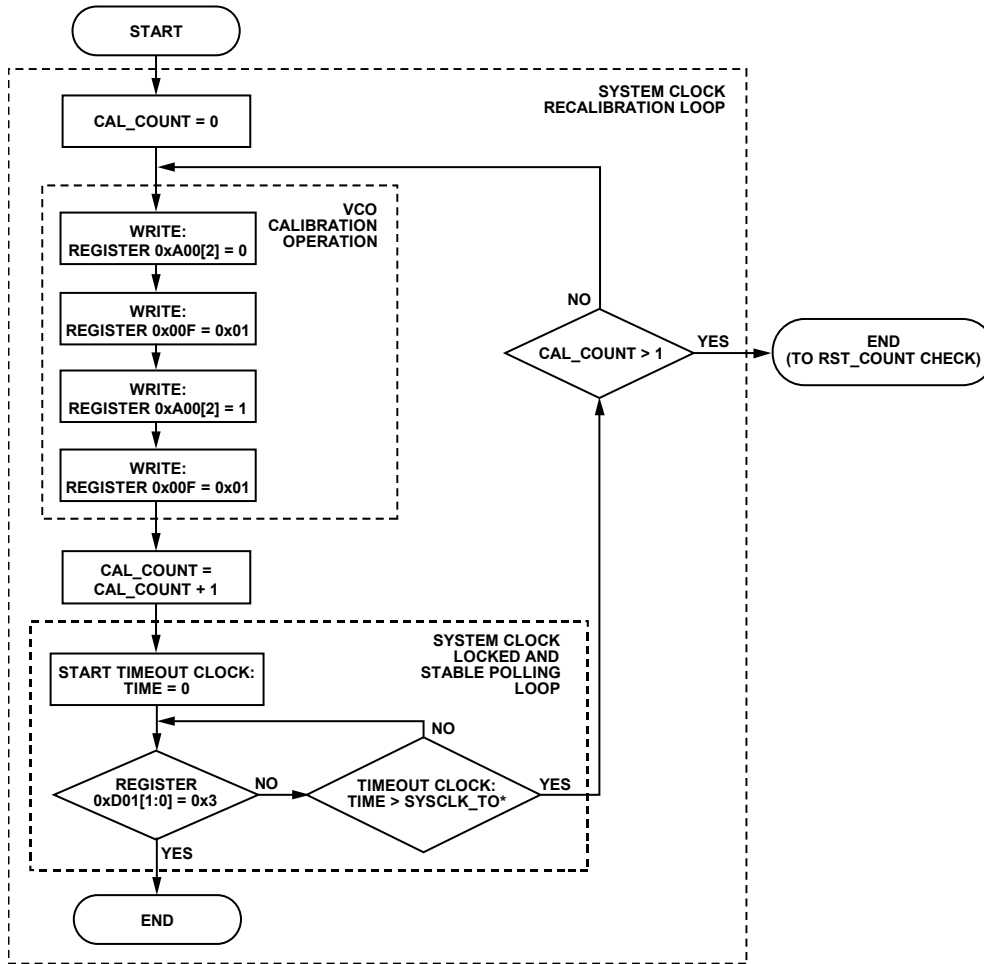 START
SYSTEM CLOCK
RECALIBRATION LOOP
CAL_COUNT = 0
VCO
CALIBRATION
OPERATION
WRITE:
REGISTER 0xA00[2] = 0
WRITE:
REGISTER 0x00F = 0x01
NO
CAL_COUNT > 1
YES
END
(TO RST_COUNT CHECK)
WRITE:
REGISTER 0xA00[2] = 1
WRITE:
REGISTER 0x00F = 0x01
CAL_COUNT =
CAL_COUNT + 1
SYSTEM CLOCK
LOCKED AND
STABLE POLLING
LOOP
START TIMEOUT CLOCK:
TIME = 0
NO
REGISTER
0xD01[1:0] = 0x3
NO
TIMEOUT CLOCK:
TIME > SYSCLK_TO*
YES
YES
END